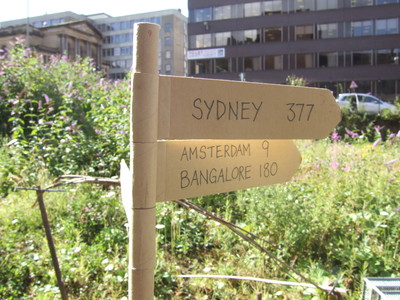 SYDNEY 377
AMSTERDAM 9
BANGALORE 180